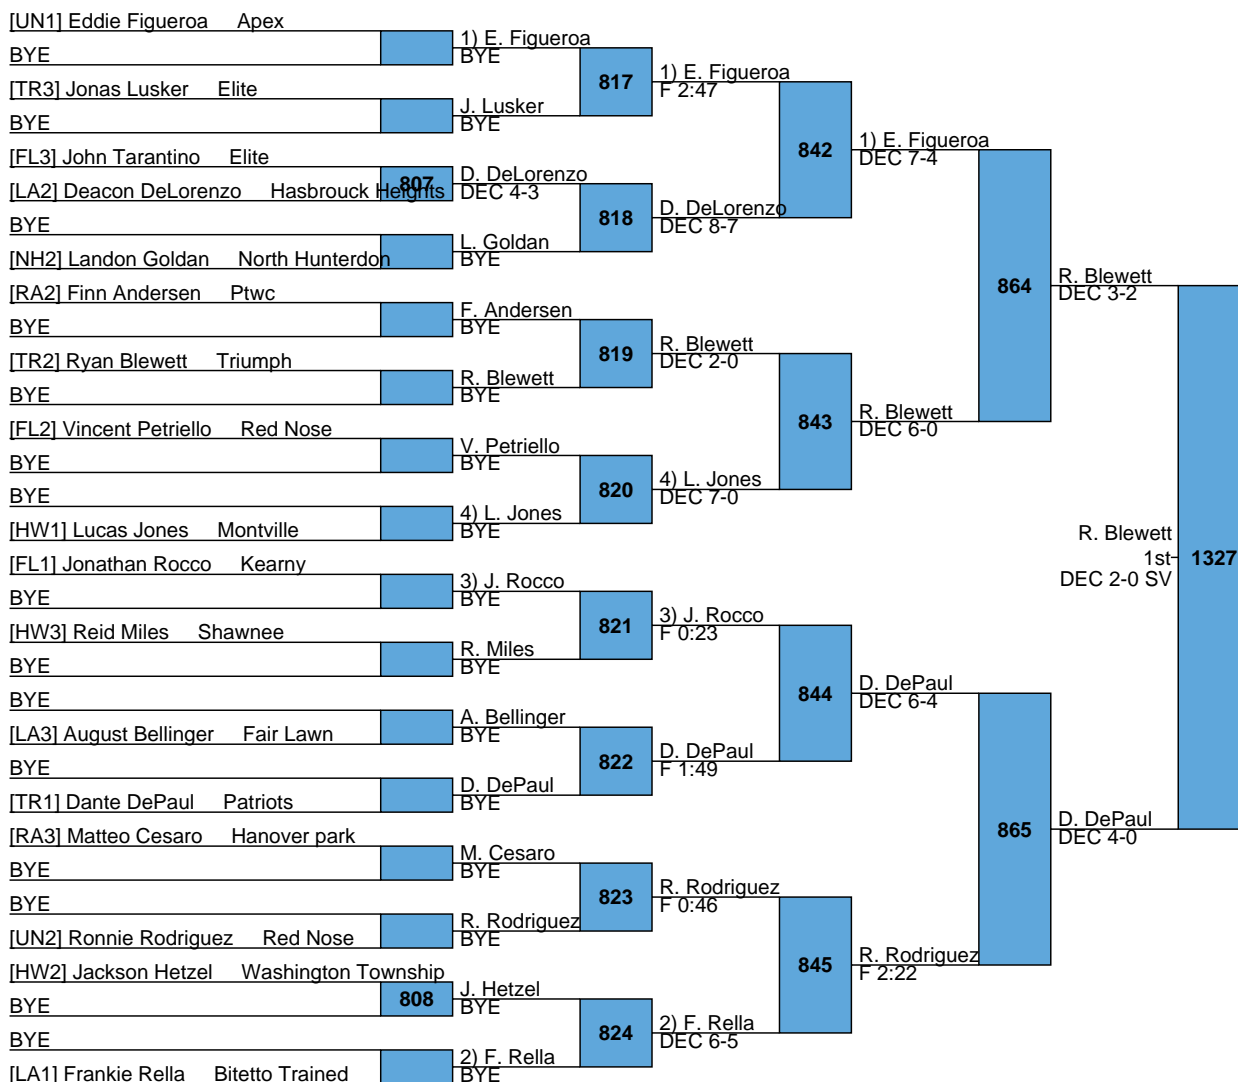 [UN1] Eddie Figueroa Apex
BYE
[TR3] Jonas Lusker Elite
BYE
[FL3] John Tarantino Elite
[LA2] Deacon DeLorenzo Hasbrouck Heights
BYE
[NH2] Landon Goldan North Hunterdon
[RA2] Finn Andersen Ptwc
BYE
[TR2] Ryan Blewett Triumph
BYE
[FL2] Vincent Petriello Red Nose
BYE
BYE
[HW1] Lucas Jones Montville
[FL1] Jonathan Rocco Kearny
BYE
[HW3] Reid Miles Shawnee
BYE
BYE
[LA3] August Bellinger Fair Lawn
BYE
[TR1] Dante DePaul Patriots
[RA3] Matteo Cesaro Hanover park
BYE
BYE
[UN2] Ronnie Rodriguez Red Nose
[HW2] Jackson Hetzel Washington Township
BYE
BYE
[LA1] Frankie Rella Bitetto Trained
807
808
1) E. Figueroa
BYE
J. Lusker
BYE
D. DeLorenzo
DEC 4-3
L. Goldan
BYE
F. Andersen
BYE
R. Blewett
BYE
V. Petriello
BYE
4) L. Jones
BYE
3) J. Rocco
BYE
R. Miles
BYE
A. Bellinger
BYE
D. DePaul
BYE
M. Cesaro
BYE
R. Rodriguez
BYE
J. Hetzel
BYE
2) F. Rella
BYE
817
818
819
820
821
822
823
824
1) E. Figueroa
F 2:47
D. DeLorenzo
DEC 8-7
R. Blewett
DEC 2-0
4) L. Jones
DEC 7-0
3) J. Rocco
F 0:23
D. DePaul
F 1:49
R. Rodriguez
F 0:46
2) F. Rella
DEC 6-5
842
843
844
845
1) E. Figueroa
DEC 7-4
R. Blewett
DEC 6-0
D. DePaul
DEC 6-4
R. Rodriguez
F 2:22
864
865
R. Blewett
DEC 3-2
D. DePaul
DEC 4-0
R. Blewett
1st
DEC 2-0 SV
1327